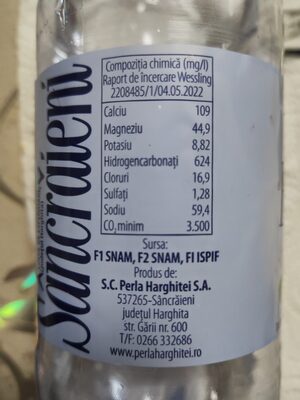 Sâncrăieni
Compoziția chimică (mg/l)
Raport de încercare Wessling
2208485/1/04.05.2022
Calciu 109
Magneziu 44,9
Potasiu 8,82
Hidrogencarbonați 624
Cloruri 16,9
Sulfați 1,28
Sodiu 59,4
CO₂ minim 3.500
Sursa:
F1 SNAM, F2 SNAM, FI ISPIF
Produs de:
S.C. Perla Harghitei S.A.
537265-Sâncrăieni
județul Harghita
str. Gării nr. 600
T/F: 0266 332686
www.perlaharghitei.ro